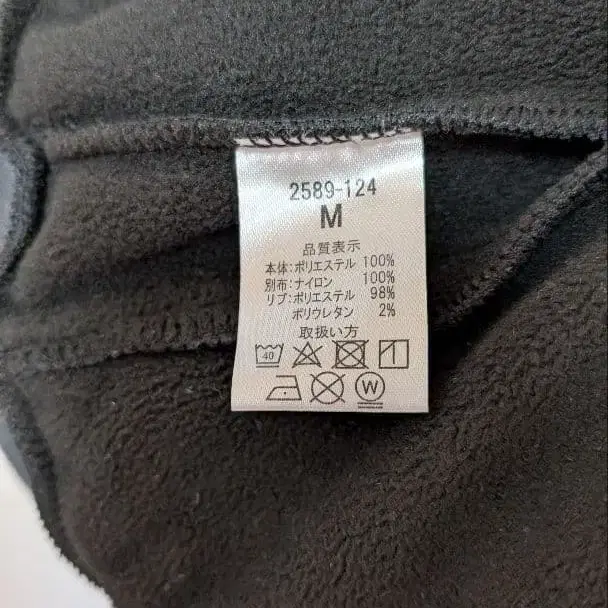 2589-124
M
品質表示
本体:ポリエステル 100%
別布:ナイロン 100%
リブ:ポリエステル 98%
ポリウレタン 2%
取扱い方
40
W